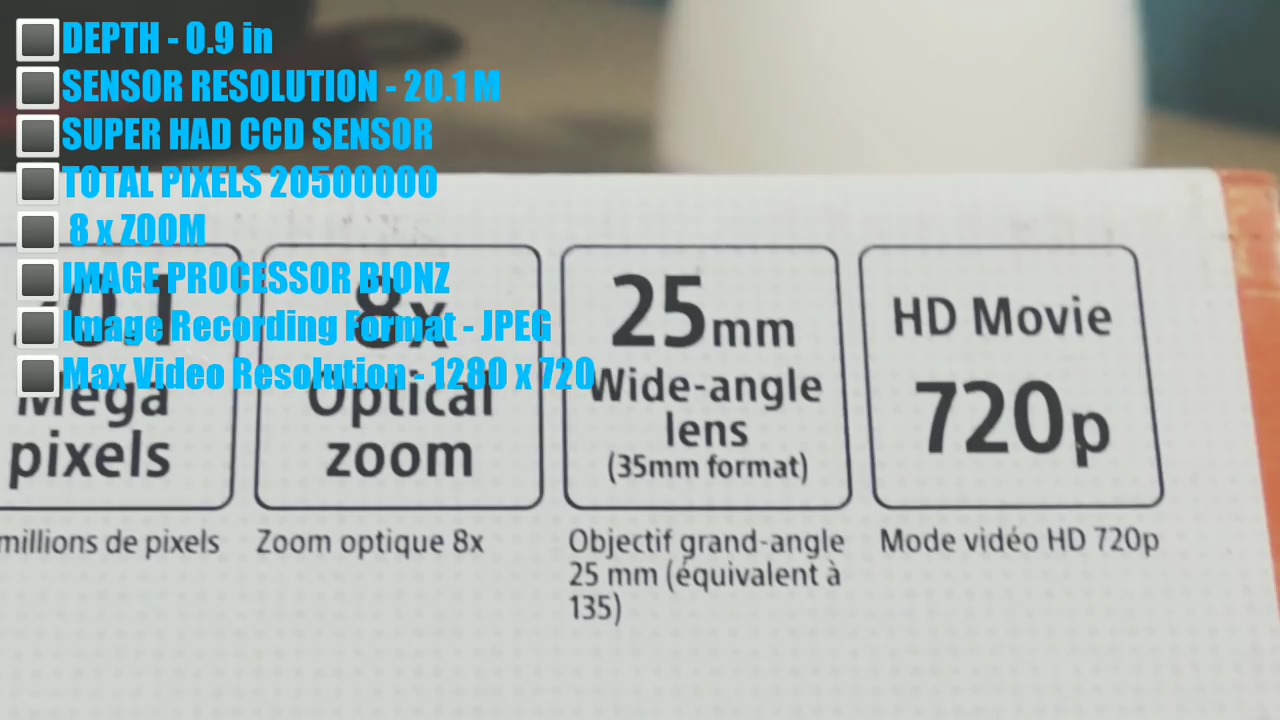 DEPTH - 0.9 in
SENSOR RESOLUTION - 20.1 M
SUPER HAD CCD SENSOR
TOTAL PIXELS 20500000
8 x ZOOM
IMAGE PROCESSOR BIONZ
Image Recording Format - JPEG
Max Video Resolution - 1280 x 720
Mega
pixels
millions de pixels
8x
Optical
zoom
Zoom optique 8x
25mm
Wide-angle
lens
(35mm format)
Objectif grand-angle
25 mm (équivalent à
135)
HD Movie
720p
Mode vidéo HD 720p